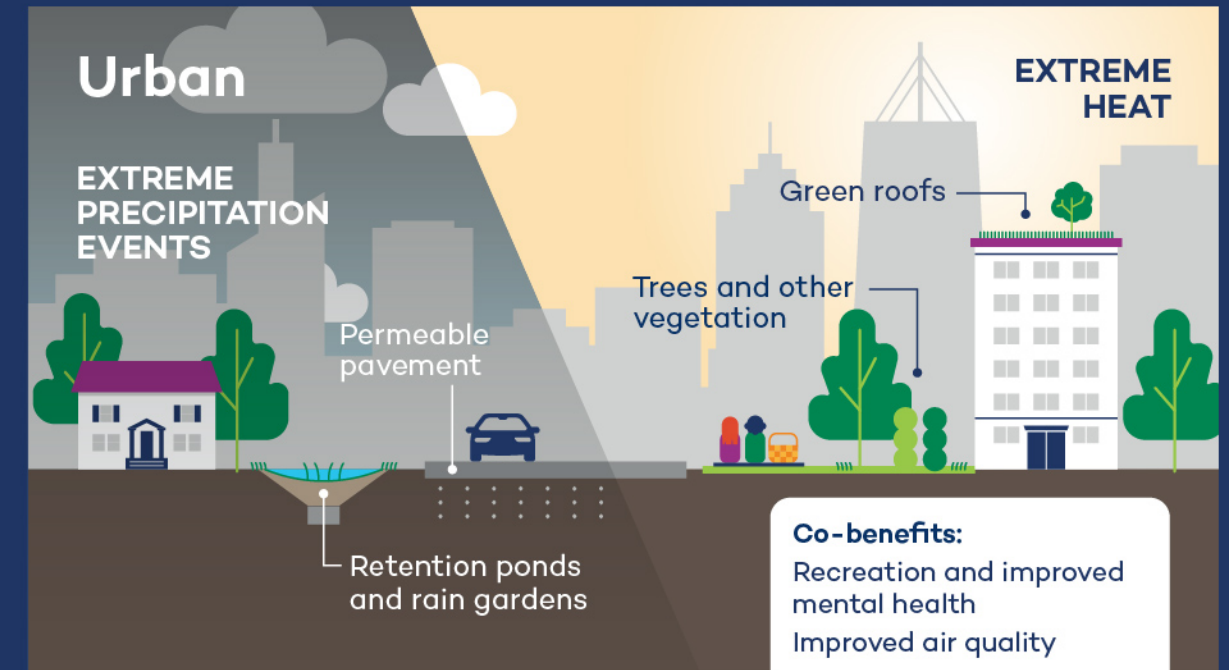 Urban
EXTREME
PRECIPITATION
EVENTS
Permeable
pavement
Retention ponds
and rain gardens
EXTREME
HEAT
Green roofs
Trees and other
vegetation
Co-benefits:
Recreation and improved
mental health
Improved air quality